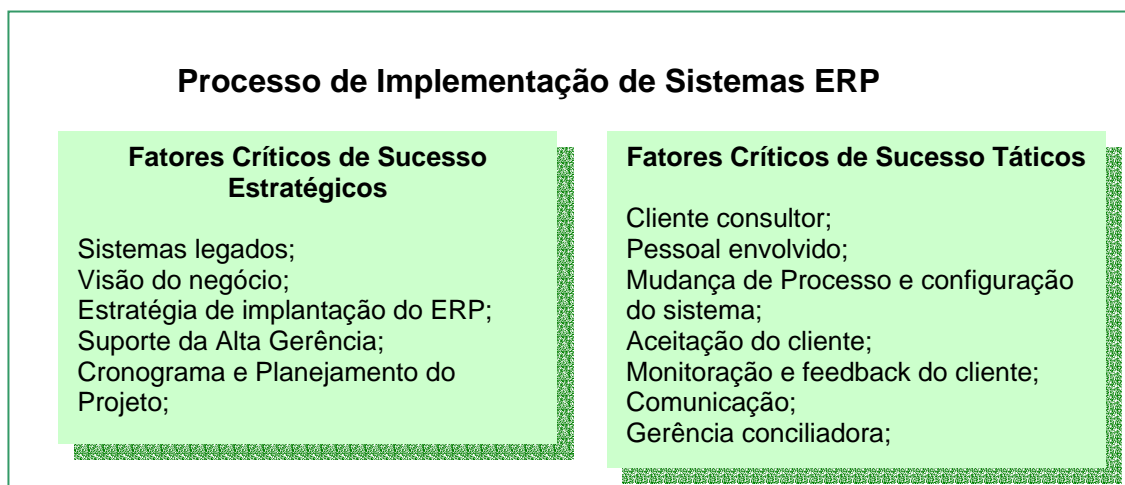 Processo de Implementação de Sistemas ERP
Fatores Críticos de Sucesso
Estratégicos
Sistemas legados;
Visão do negócio;
Estratégia de implantação do ERP;
Suporte da Alta Gerência;
Cronograma e Planejamento do
Projeto;
Fatores Críticos de Sucesso Táticos
Cliente consultor;
Pessoal envolvido;
Mudança de Processo e configuração
do sistema;
Aceitação do cliente;
Monitoração e feedback do cliente;
Comunicação;
Gerência conciliadora;